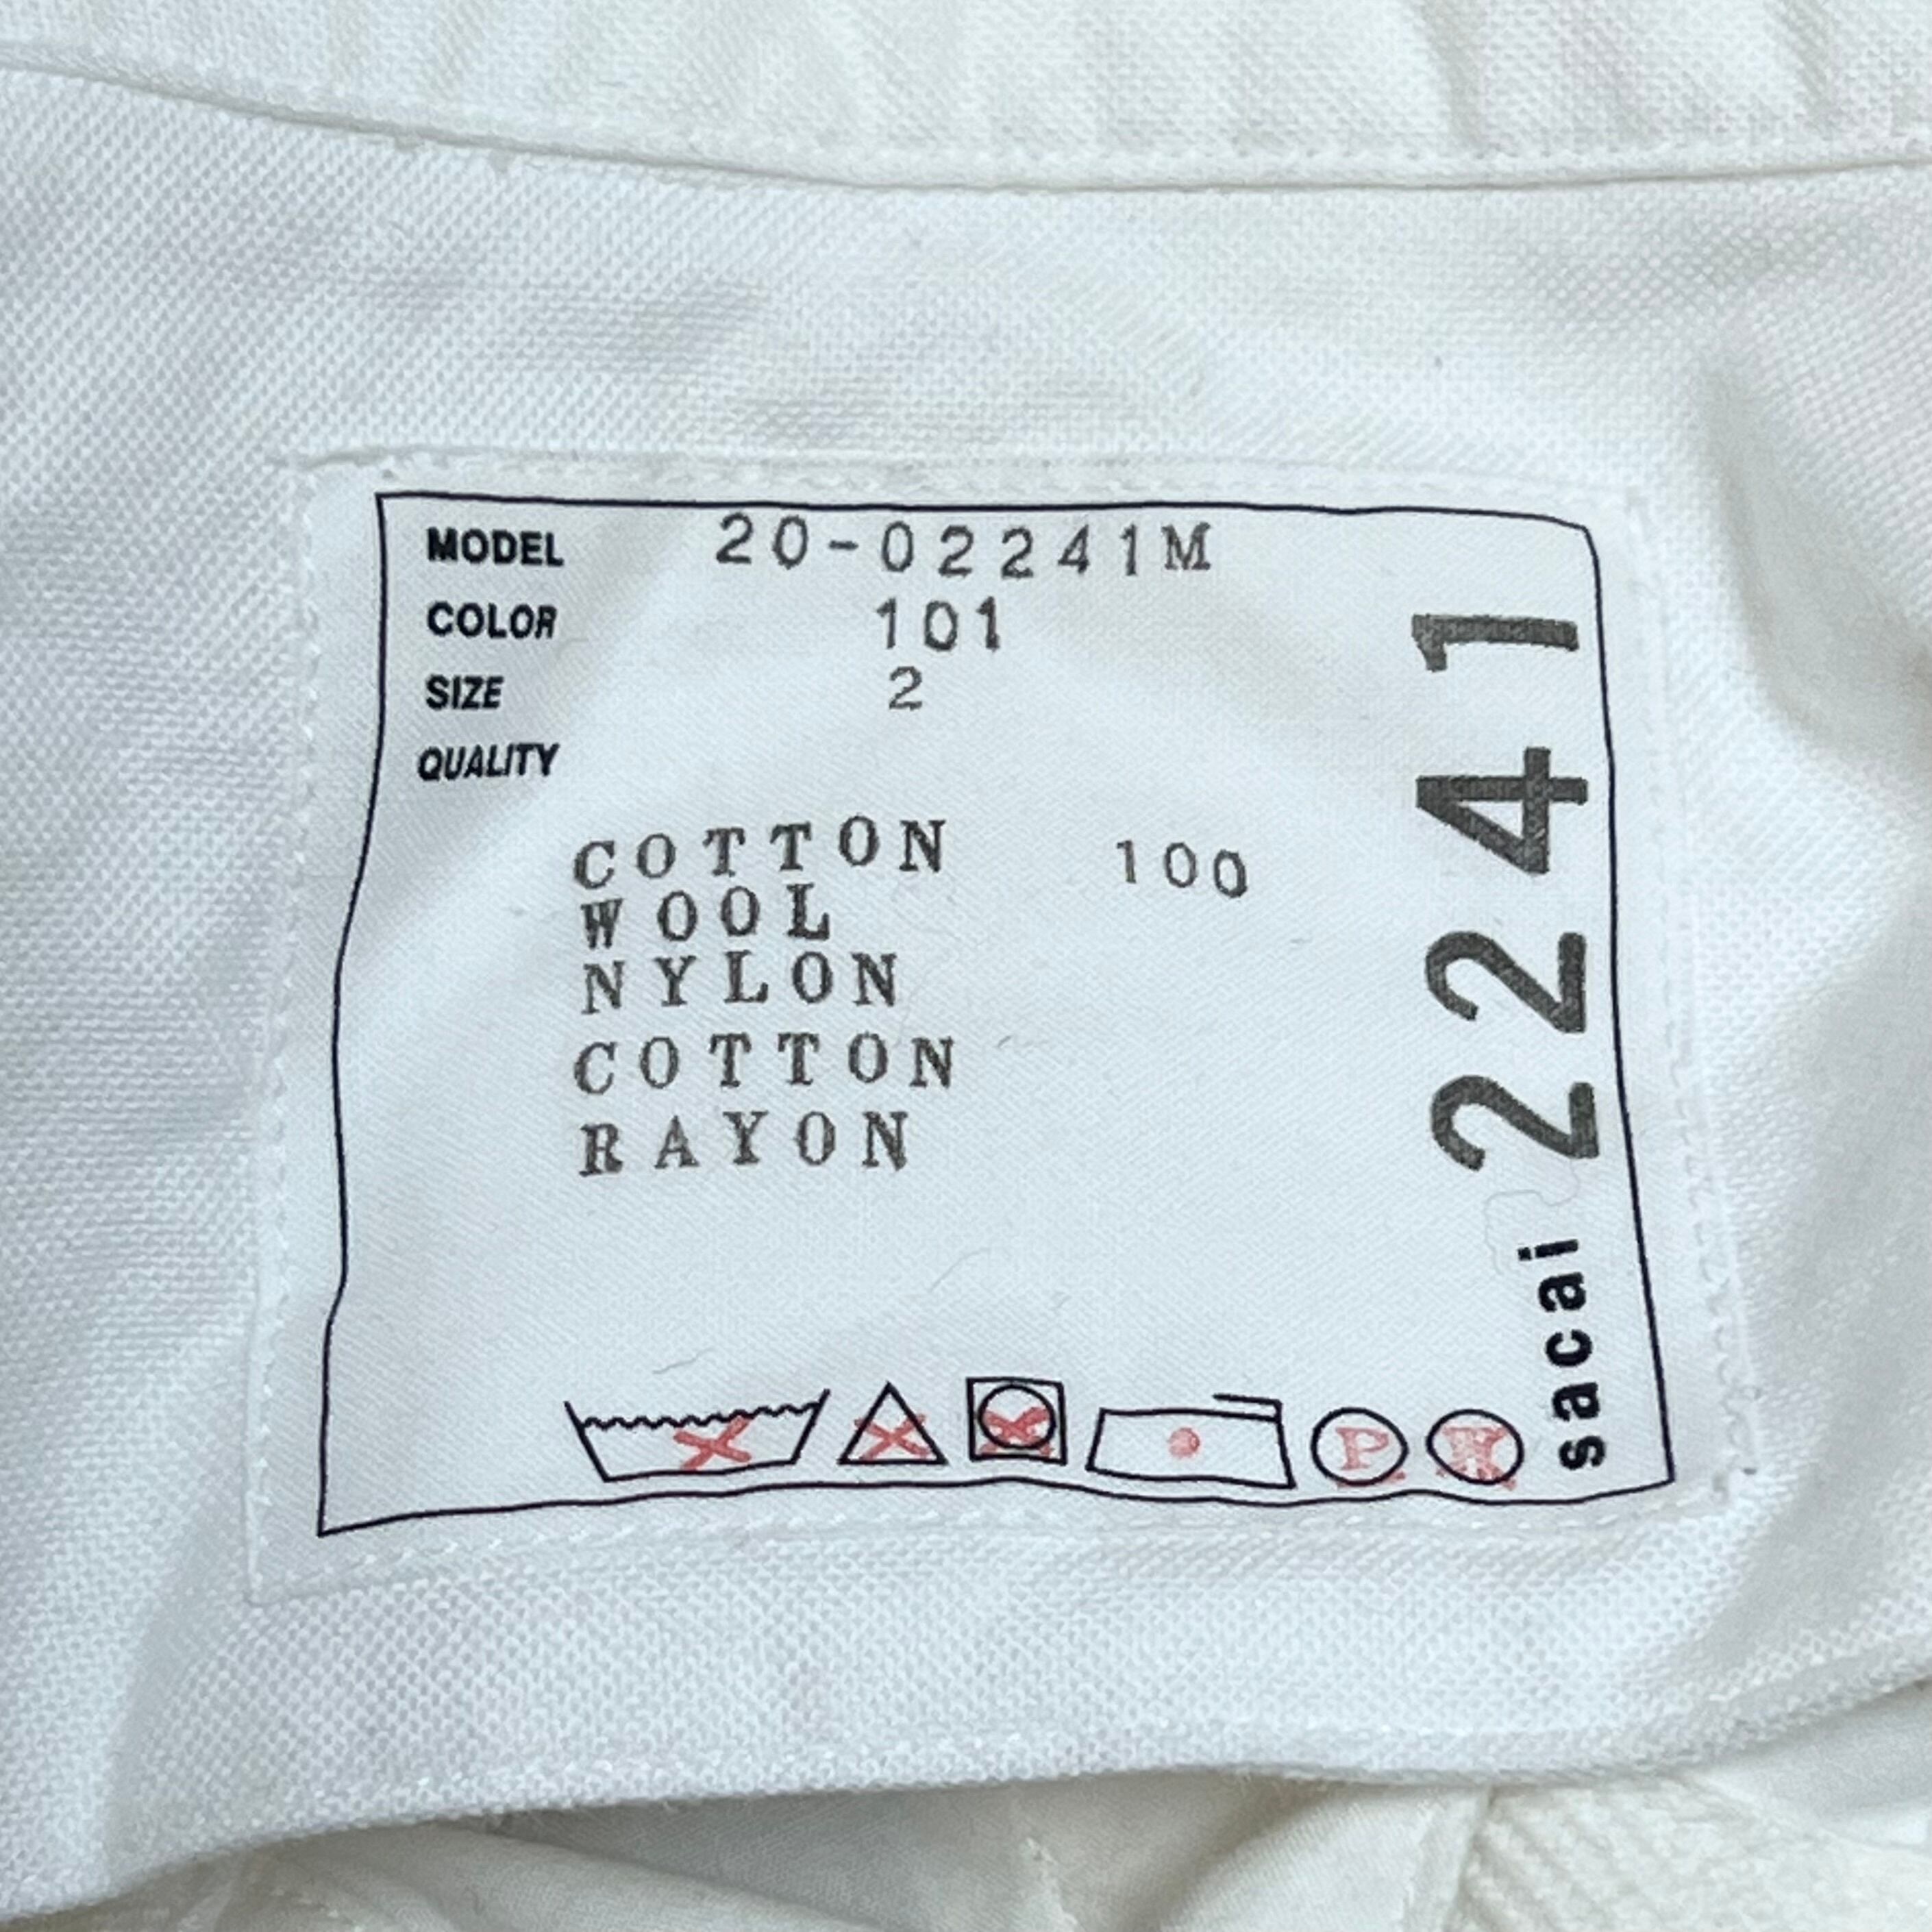 MODEL 20-02241M
COLOR 101
SIZE 2
QUALITY
COTTON 100
WOOL
NYLON
COTTON
RAYON
sacai 2241
P